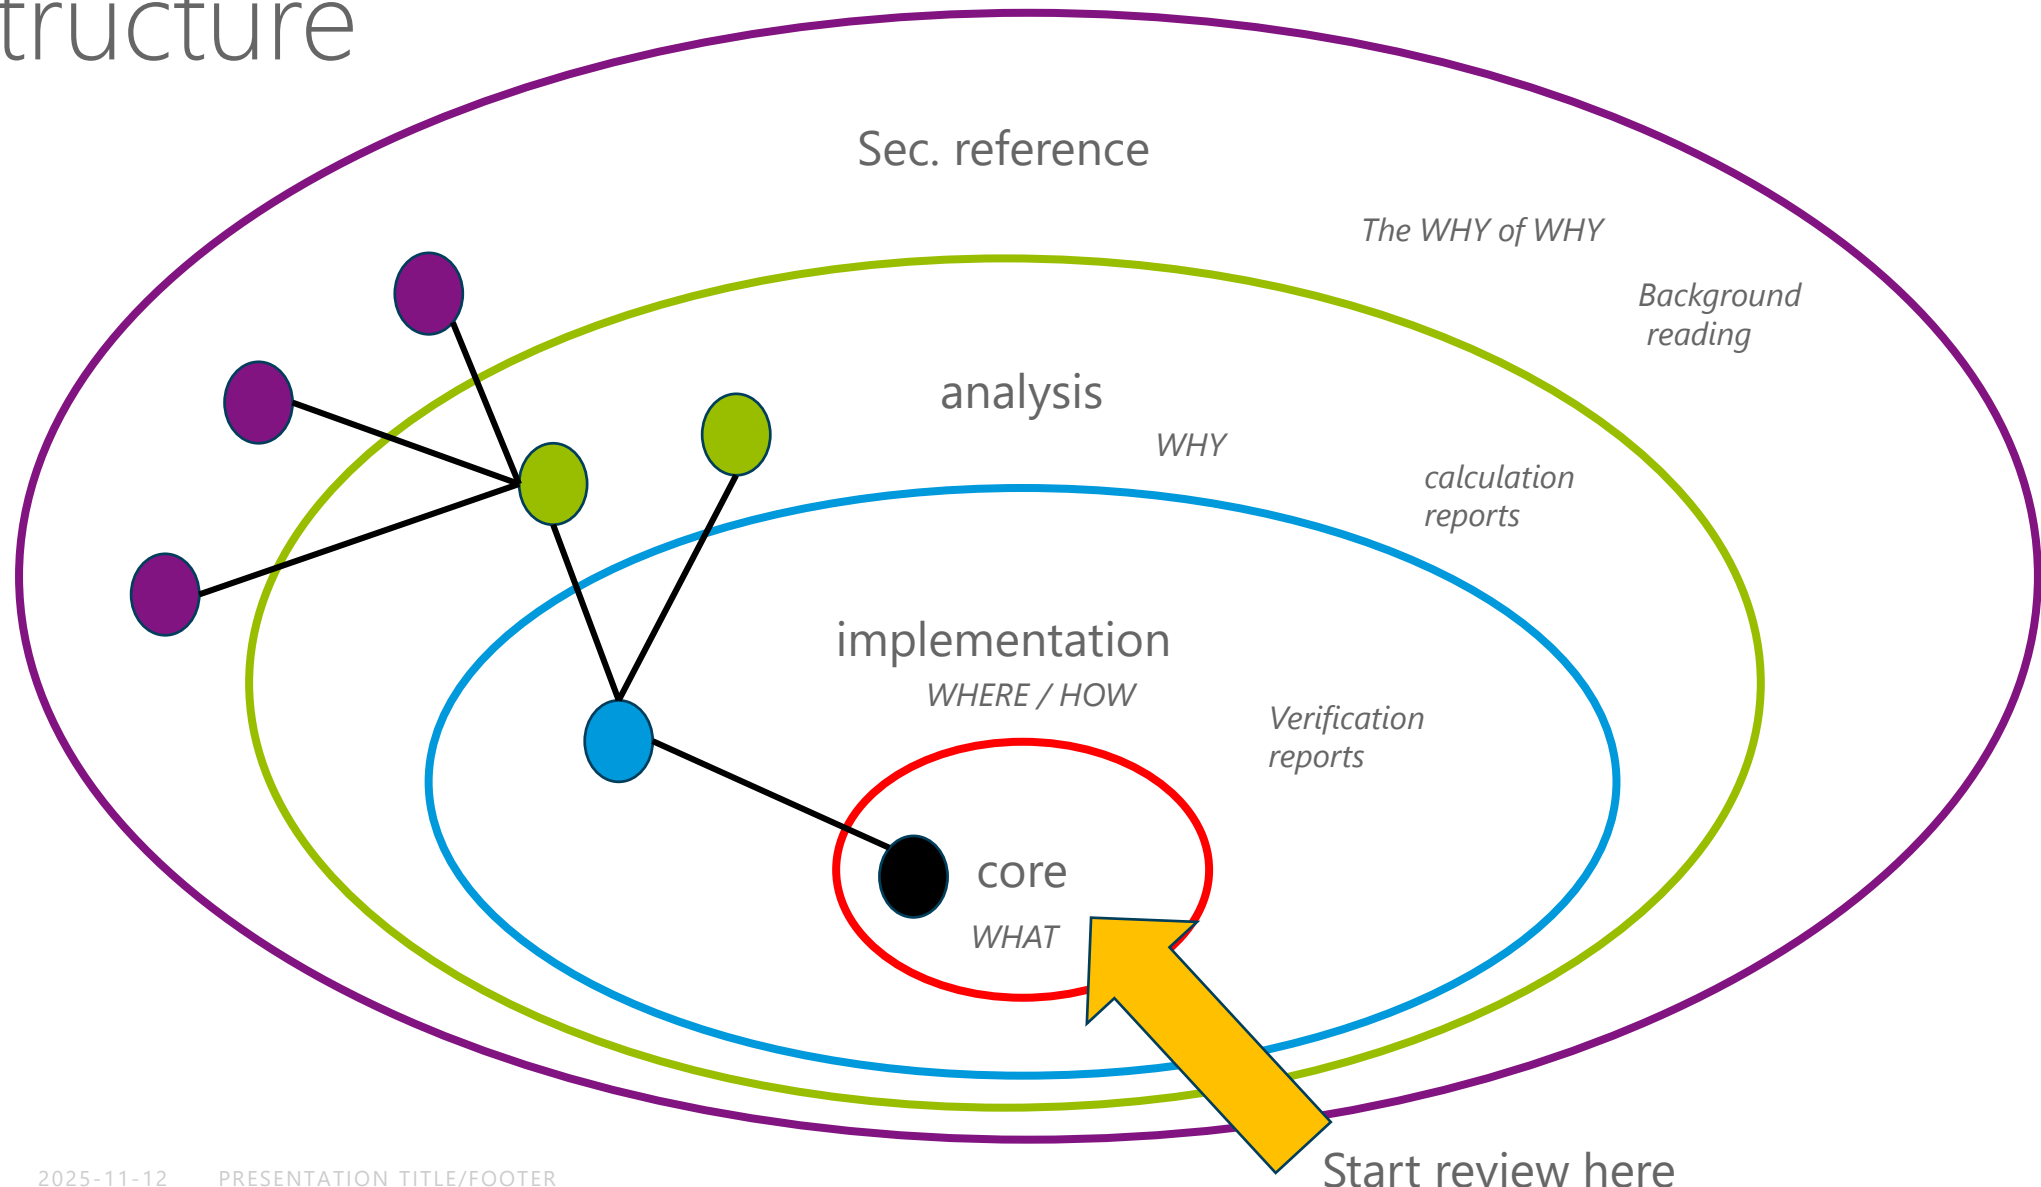 tructure
Sec. reference
The WHY of WHY
Background
reading
analysis
WHY
calculation
reports
implementation
WHERE / HOW
Verification
reports
core
WHAT
Start review here
2025-11-12 PRESENTATION TITLE/FOOTER